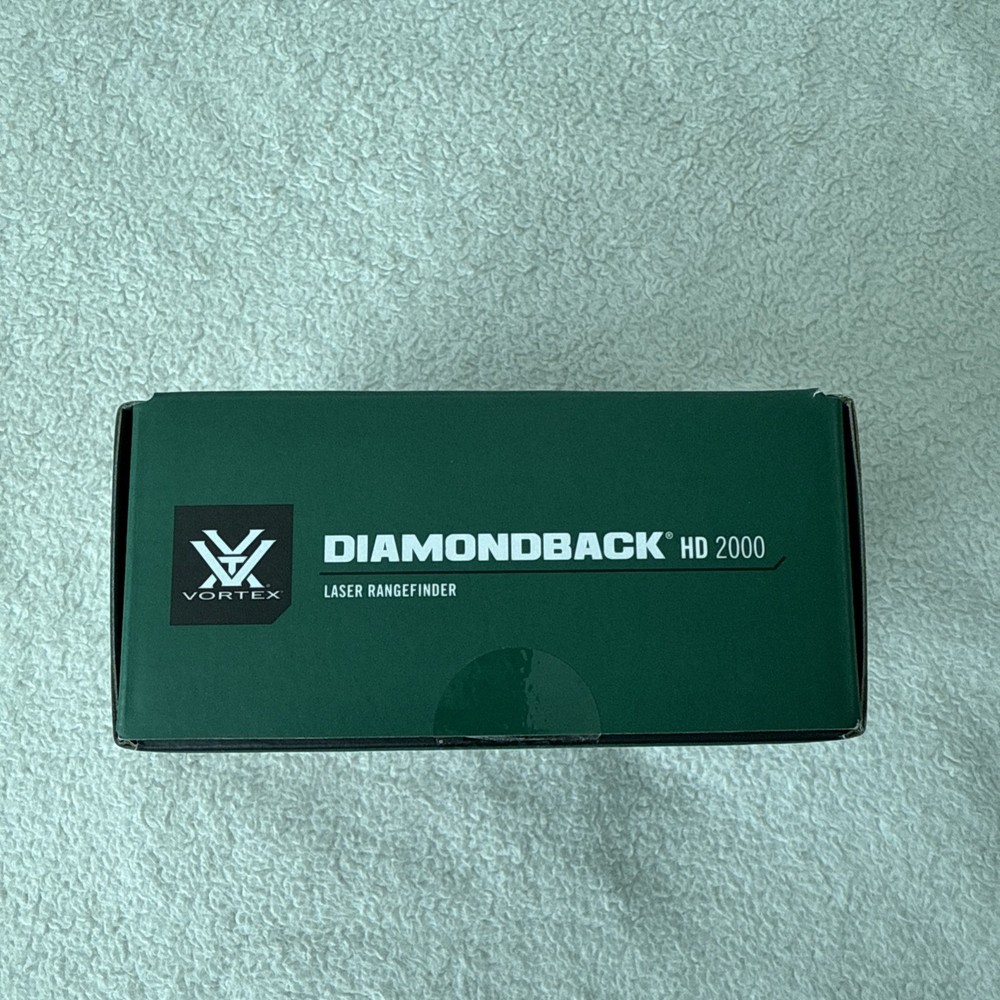 VORTEX®
DIAMONDBACK® HD 2000
LASER RANGEFINDER